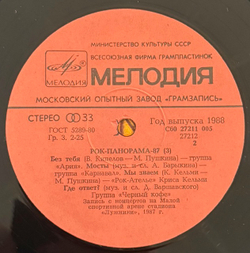 МИНИСТЕРСТВО КУЛЬТУРЫ СССР
ВСЕСОЮЗНАЯ ФИРМА ГРАМПЛАСТИНОК
МЕЛОДИЯ
МЕЛОДИЯ
МОСКОВСКИЙ ОПЫТНЫЙ ЗАВОД «ГРАМЗАПИСЬ»
СТЕРЕО 33
Год выпуска 1988
ГОСТ 5289-80
С60 27211 005
Гр. 3. 2-25
27212
2
РОК-ПАНОРАМА-87 (3)
Без тебя (В. — М. Пушкина) — группа
«Ария». Мосты (муз. и сл. А. Барыкина) —
группа «Карнавал». Мы знаем (К. Кельми —
М. Пушкина) — «Рок-Ателье» Криса Кельми
Где ответ? (муз. и сл. Д. Варшавского)
Группа «Черный кофе»
Запись с концертов на Малой
спортивной арене стадиона
«Лужники», 1987 г.